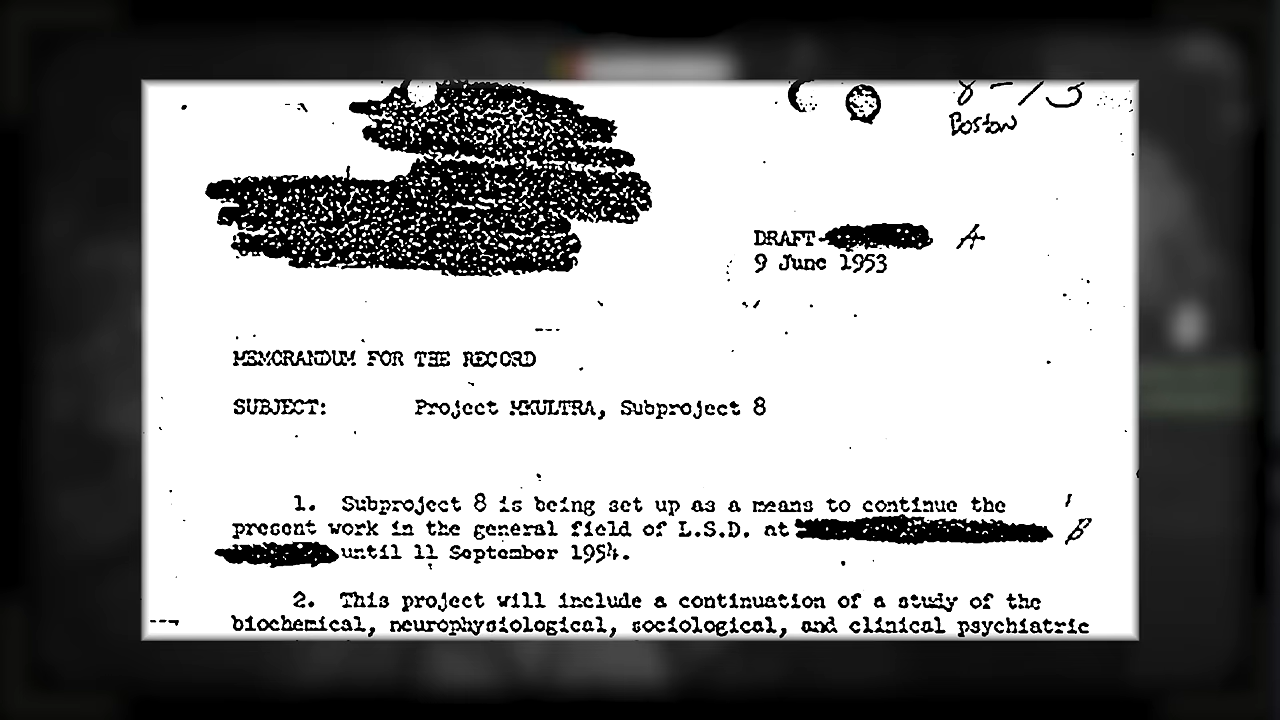 8-13
Boston
DRAFT- A
9 June 1953
MEMORANDUM FOR THE RECORD
SUBJECT: Project MKULTRA, Subproject 8
1. Subproject 8 is being set up as a means to continue the
present work in the general field of L.S.D. at B
until 11 September 1954.
2. This project will include a continuation of a study of the
biochemical, neurophysiological, sociological, and clinical psychiatric